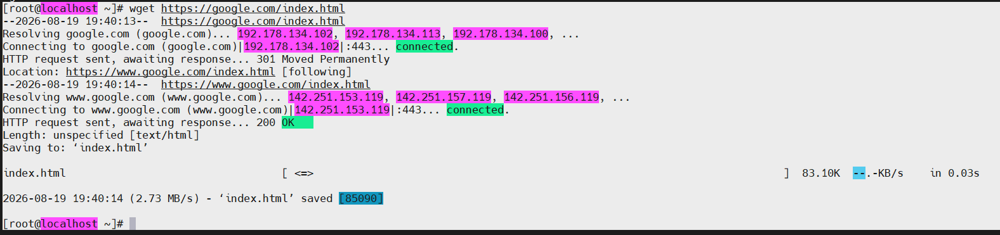 [root@localhost ~]# wget https://google.com/index.html
--2026-08-19 19:40:13--  https://google.com/index.html
Resolving google.com (google.com)... 192.178.134.102, 192.178.134.113, 192.178.134.100, ...
Connecting to google.com (google.com)|192.178.134.102|:443... connected.
HTTP request sent, awaiting response... 301 Moved Permanently
Location: https://www.google.com/index.html [following]
--2026-08-19 19:40:14--  https://www.google.com/index.html
Resolving www.google.com (www.google.com)... 142.251.153.119, 142.251.157.119, 142.251.156.119, ...
Connecting to www.google.com (www.google.com)|142.251.153.119|:443... connected.
HTTP request sent, awaiting response... 200 OK
Length: unspecified [text/html]
Saving to: ‘index.html’
index.html                                  [ <=>                                                                          ]  83.10K  --.-KB/s    in 0.03s
2026-08-19 19:40:14 (2.73 MB/s) - ‘index.html’ saved [85090]
[root@localhost ~]#